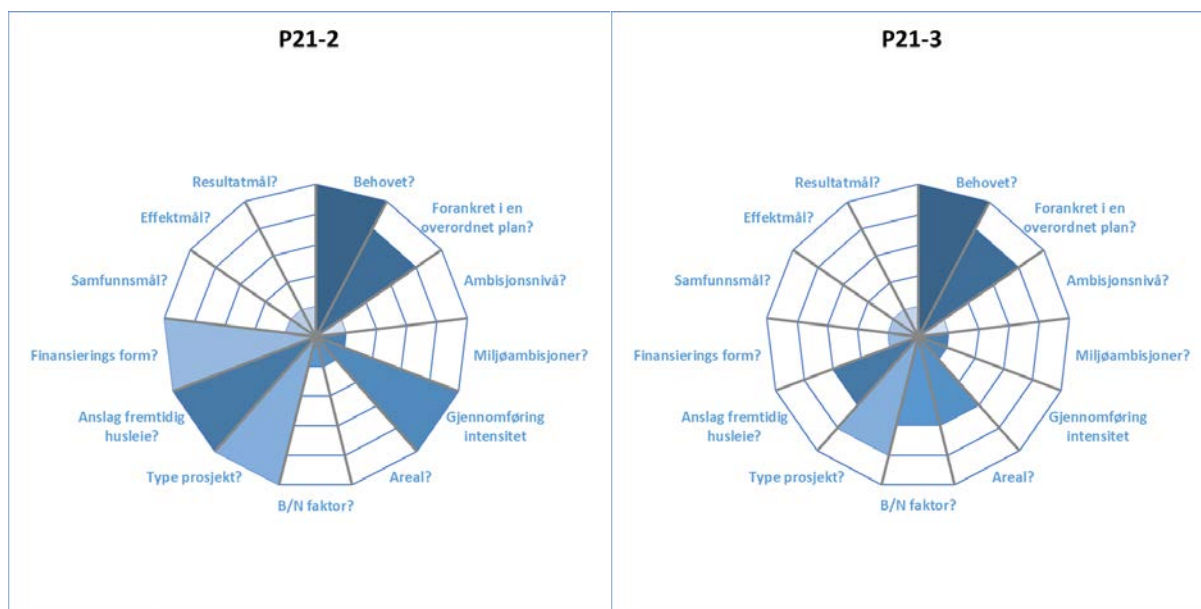 P21-2
Resultatmål?
Behovet?
Effektmål?
Forankret i en
overordnet plan?
Samfunnsmål?
Ambisjonsnivå?
Finansierings form?
Miljøambisjoner?
Anslag fremtidig
husleie?
Gjennomføring
intensitet
Type prosjekt?
Areal?
B/N faktor?
P21-3
Resultatmål?
Behovet?
Effektmål?
Forankret i en
overordnet plan?
Samfunnsmål?
Ambisjonsnivå?
Finansierings form?
Miljøambisjoner?
Anslag fremtidig
husleie?
Gjennomføring
intensitet
Type prosjekt?
Areal?
B/N faktor?